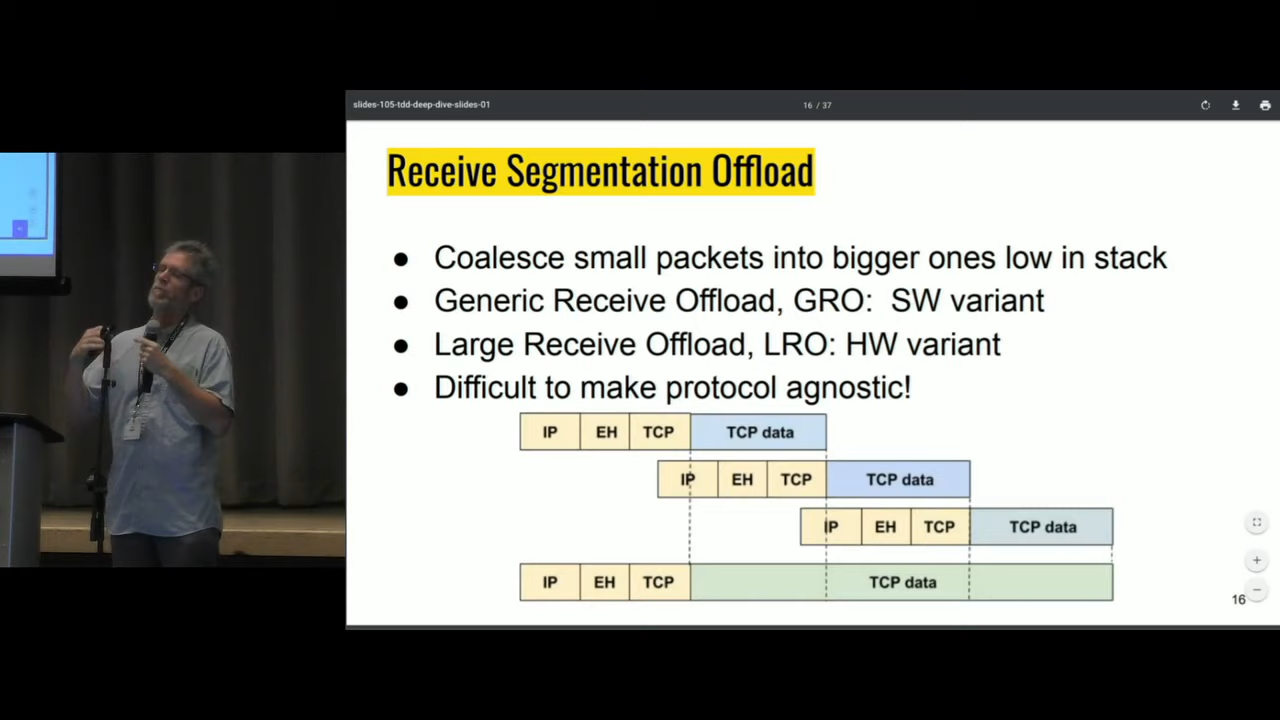 slides-105-tdd-deep-dive-slides-01
16 / 37
Receive Segmentation Offload
● Coalesce small packets into bigger ones low in stack
● Generic Receive Offload, GRO: SW variant
● Large Receive Offload, LRO: HW variant
● Difficult to make protocol agnostic!
IP EH TCP TCP data
IP EH TCP TCP data
IP EH TCP TCP data
IP EH TCP TCP data
16